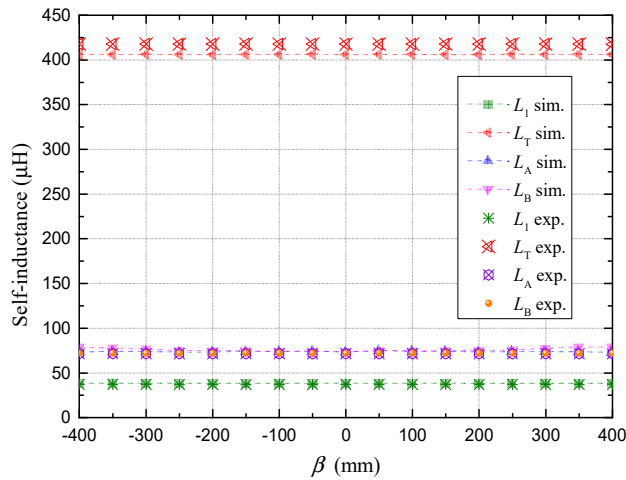 450
400
350
300
250
200
150
100
50
0
Self-inductance (μH)
L1 sim.
LT sim.
LA sim.
LB sim.
L1 exp.
LT exp.
LA exp.
LB exp.
-400 -300 -200 -100 0 100 200 300 400
β (mm)